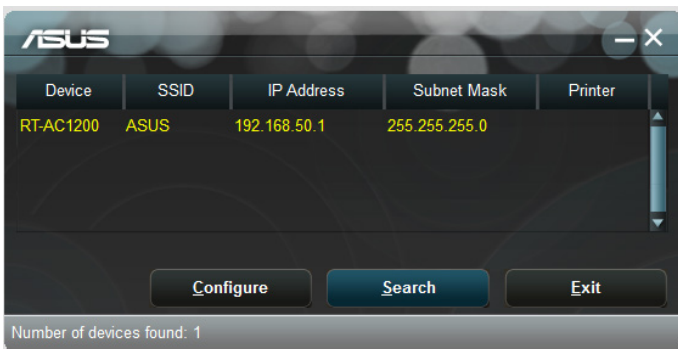 ASUS
Device SSID IP Address Subnet Mask Printer
RT-AC1200 ASUS 192.168.50.1 255.255.255.0
Configure Search Exit
Number of devices found: 1